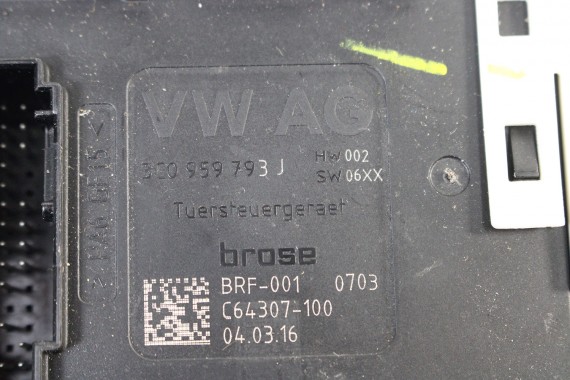 VW AG
3C0 959 793 J
HW 002
SW 06XX
Tuersteuergeraet
brose
BRF-001 0703
C64307-100
04.03.16